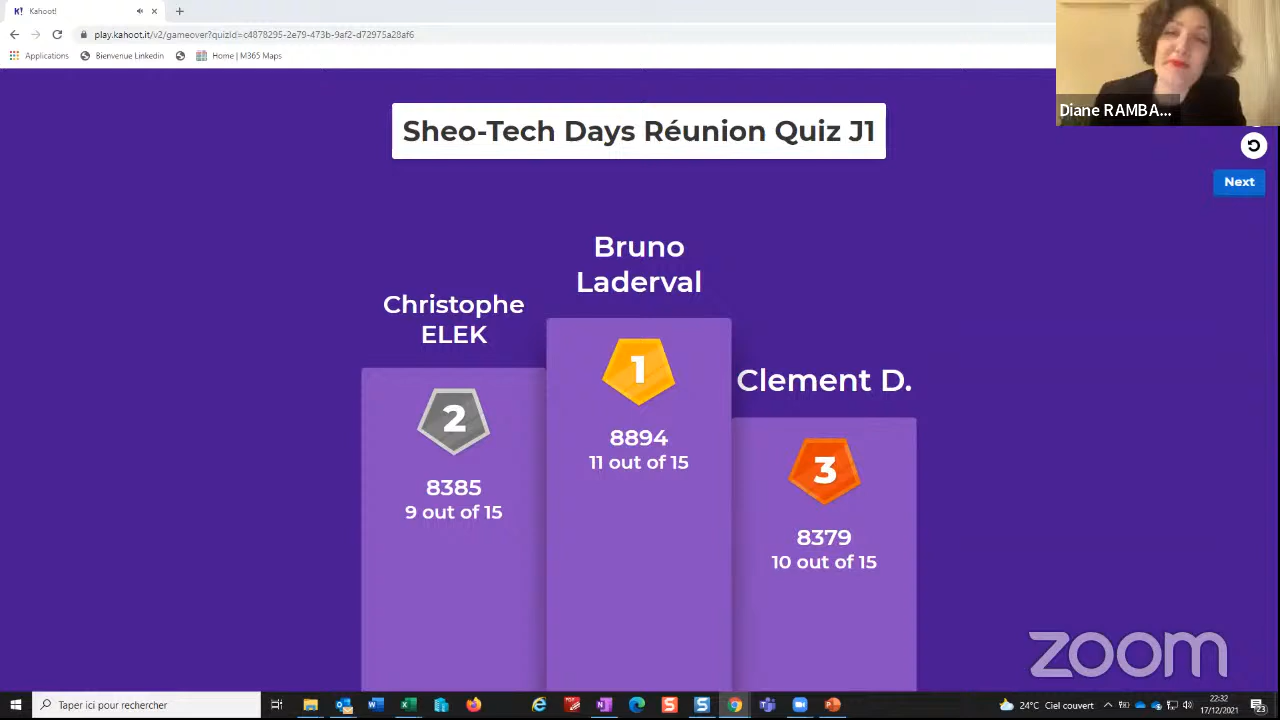 Kahoot!
play.kahoot.it/v2/gameover?quizId=c4878295-2e79-473b-9af2-d72975a28af6
Applications
Bienvenue Linkedin
Home | M365 Maps
Diane RAMBA...
Sheo-Tech Days Réunion Quiz J1
Next
Bruno
Laderval
Christophe
ELEK
Clement D.
1
8894
11 out of 15
2
8385
9 out of 15
3
8379
10 out of 15
zoom
Taper ici pour rechercher
24°C Ciel couvert
22:32
17/12/2021